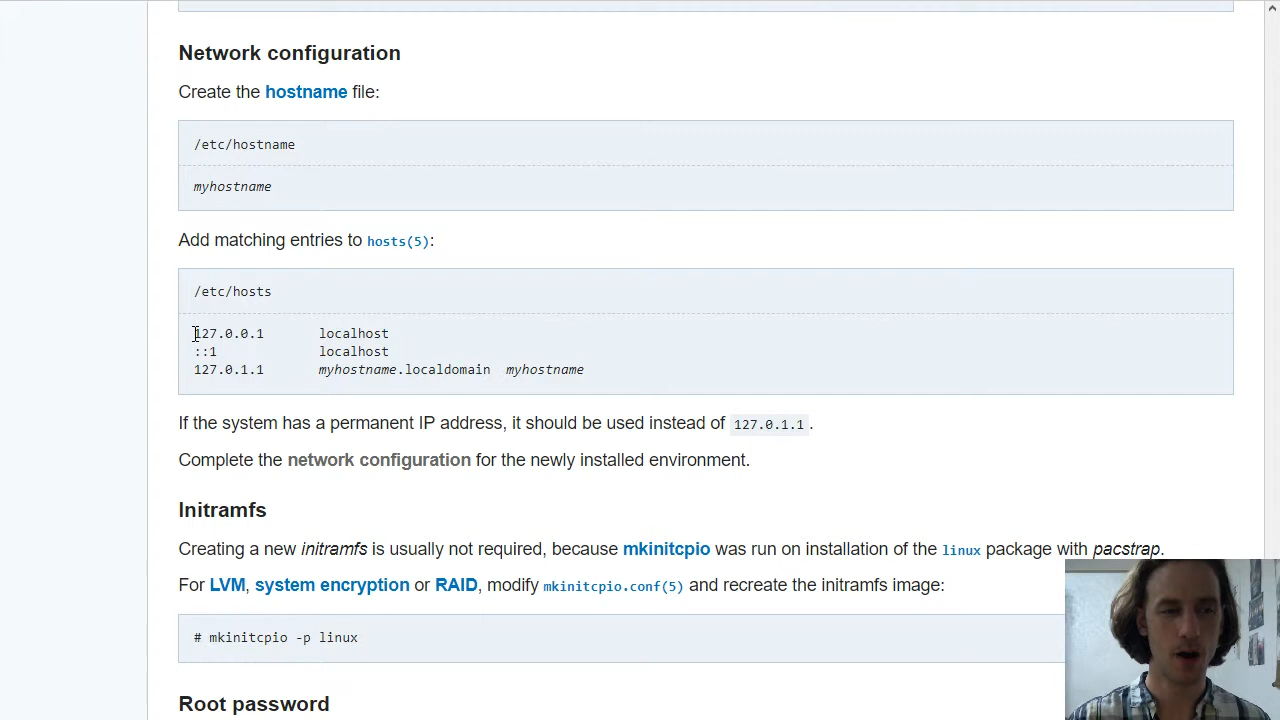 Network configuration
Create the hostname file:
/etc/hostname
myhostname
Add matching entries to hosts(5):
/etc/hosts
127.0.0.1 localhost
::1 localhost
127.0.1.1 myhostname.localdomain myhostname
If the system has a permanent IP address, it should be used instead of 127.0.1.1.
Complete the network configuration for the newly installed environment.
Initramfs
Creating a new initramfs is usually not required, because mkinitcpio was run on installation of the linux package with pacstrap.
For LVM, system encryption or RAID, modify mkinitcpio.conf(5) and recreate the initramfs image:
# mkinitcpio -p linux
Root password